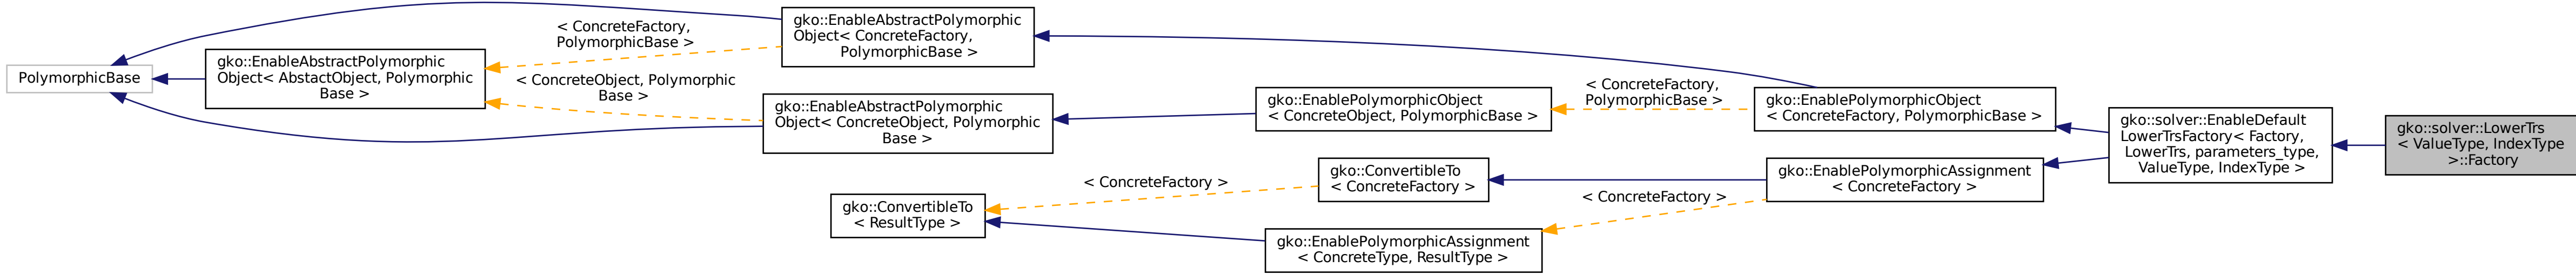 PolymorphicBase
gko::EnableAbstractPolymorphic
Object< AbstactObject, Polymorphic
Base >
< ConcreteFactory,
PolymorphicBase >
< ConcreteObject, Polymorphic
Base >
gko::EnableAbstractPolymorphic
Object< ConcreteFactory,
PolymorphicBase >
gko::EnableAbstractPolymorphic
Object< ConcreteObject, Polymorphic
Base >
gko::ConvertibleTo
< ResultType >
< ConcreteFactory >
gko::EnablePolymorphicObject
< ConcreteObject, PolymorphicBase >
gko::ConvertibleTo
< ConcreteFactory >
gko::EnablePolymorphicAssignment
< ConcreteType, ResultType >
< ConcreteFactory,
PolymorphicBase >
< ConcreteFactory >
gko::EnablePolymorphicObject
< ConcreteFactory, PolymorphicBase >
gko::EnablePolymorphicAssignment
< ConcreteFactory >
gko::solver::EnableDefault
LowerTrsFactory< Factory,
LowerTrs, parameters_type,
ValueType, IndexType >
gko::solver::LowerTrs
< ValueType, IndexType
>::Factory